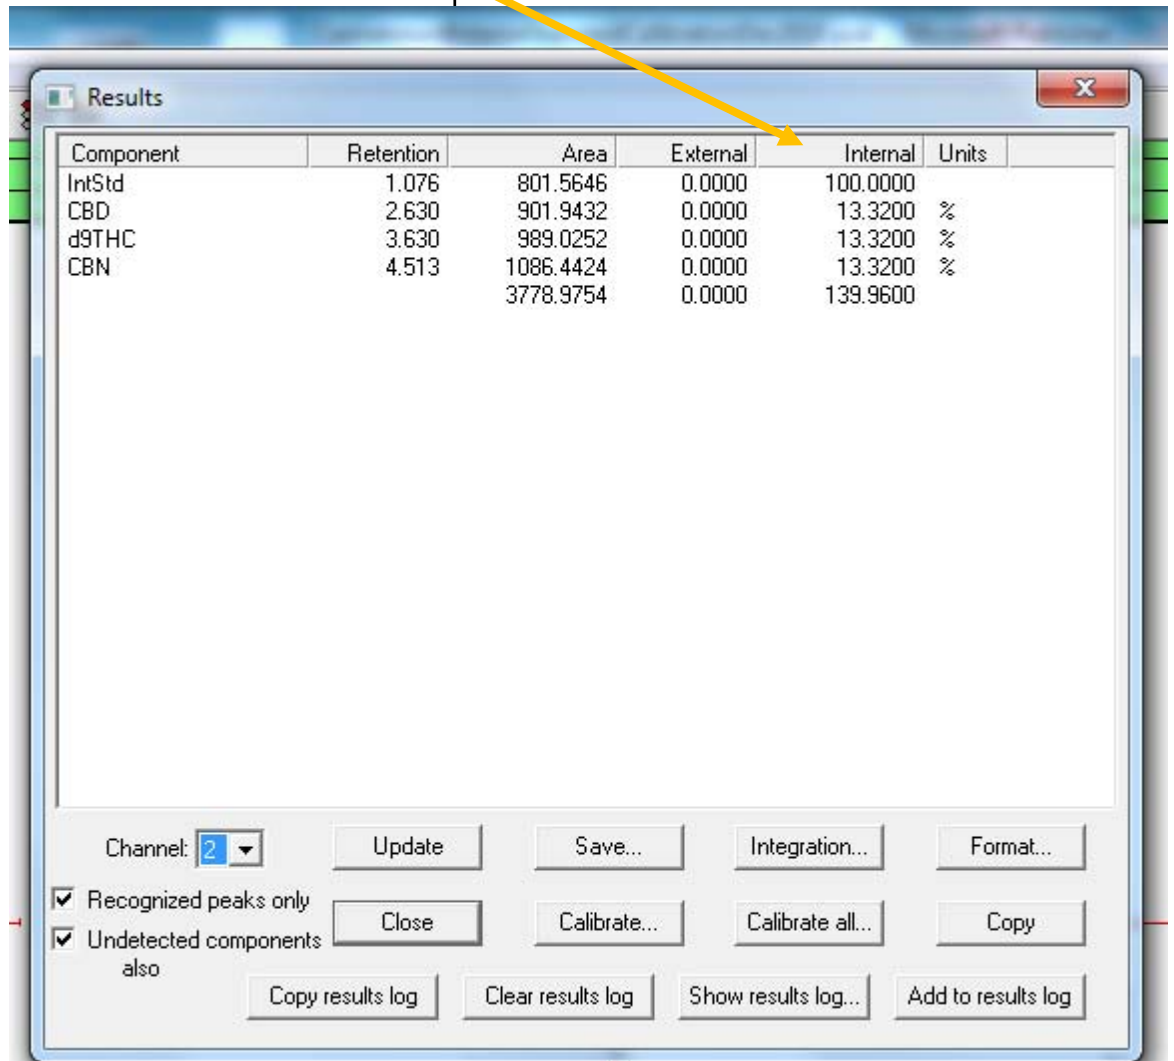 Results
Component Retention Area External Internal Units
IntStd 1.076 801.5646 0.0000 100.0000
CBD 2.630 901.9432 0.0000 13.3200 %
d9THC 3.630 989.0252 0.0000 13.3200 %
CBN 4.513 1086.4424 0.0000 13.3200 %
3778.9754 0.0000 139.9600
Channel: 2 Update Save... Integration... Format...
Recognized peaks only
Close Calibrate... Calibrate all... Copy
Undetected components
also
Copy results log Clear results log Show results log... Add to results log